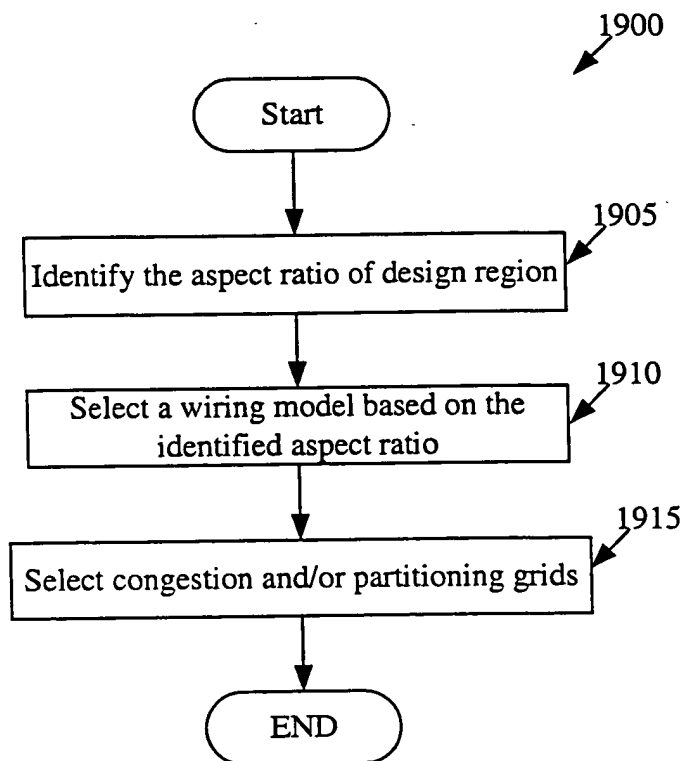 1900
Start
1905
Identify the aspect ratio of design region
1910
Select a wiring model based on the
identified aspect ratio
1915
Select congestion and/or partitioning grids
END